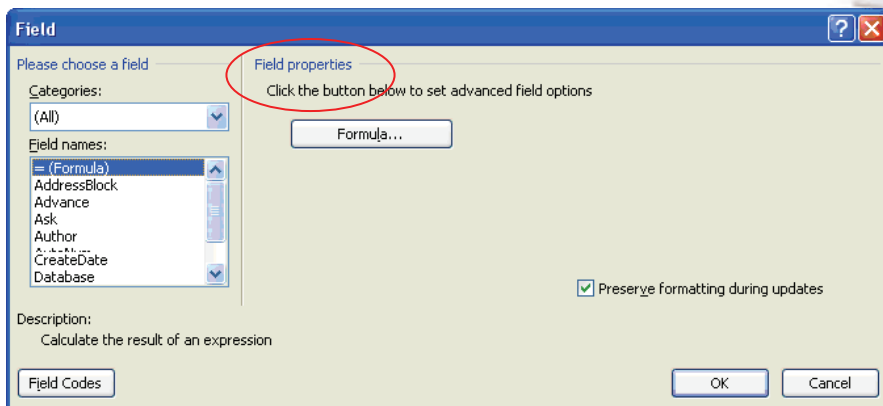 Field
Please choose a field
Field properties
Categories:
Click the button below to set advanced field options
(All)
Formula...
Field names:
= (Formula)
AddressBlock
Advance
Ask
Author
CreateDate
Database
Preserve formatting during updates
Description:
Calculate the result of an expression
Field Codes
OK
Cancel